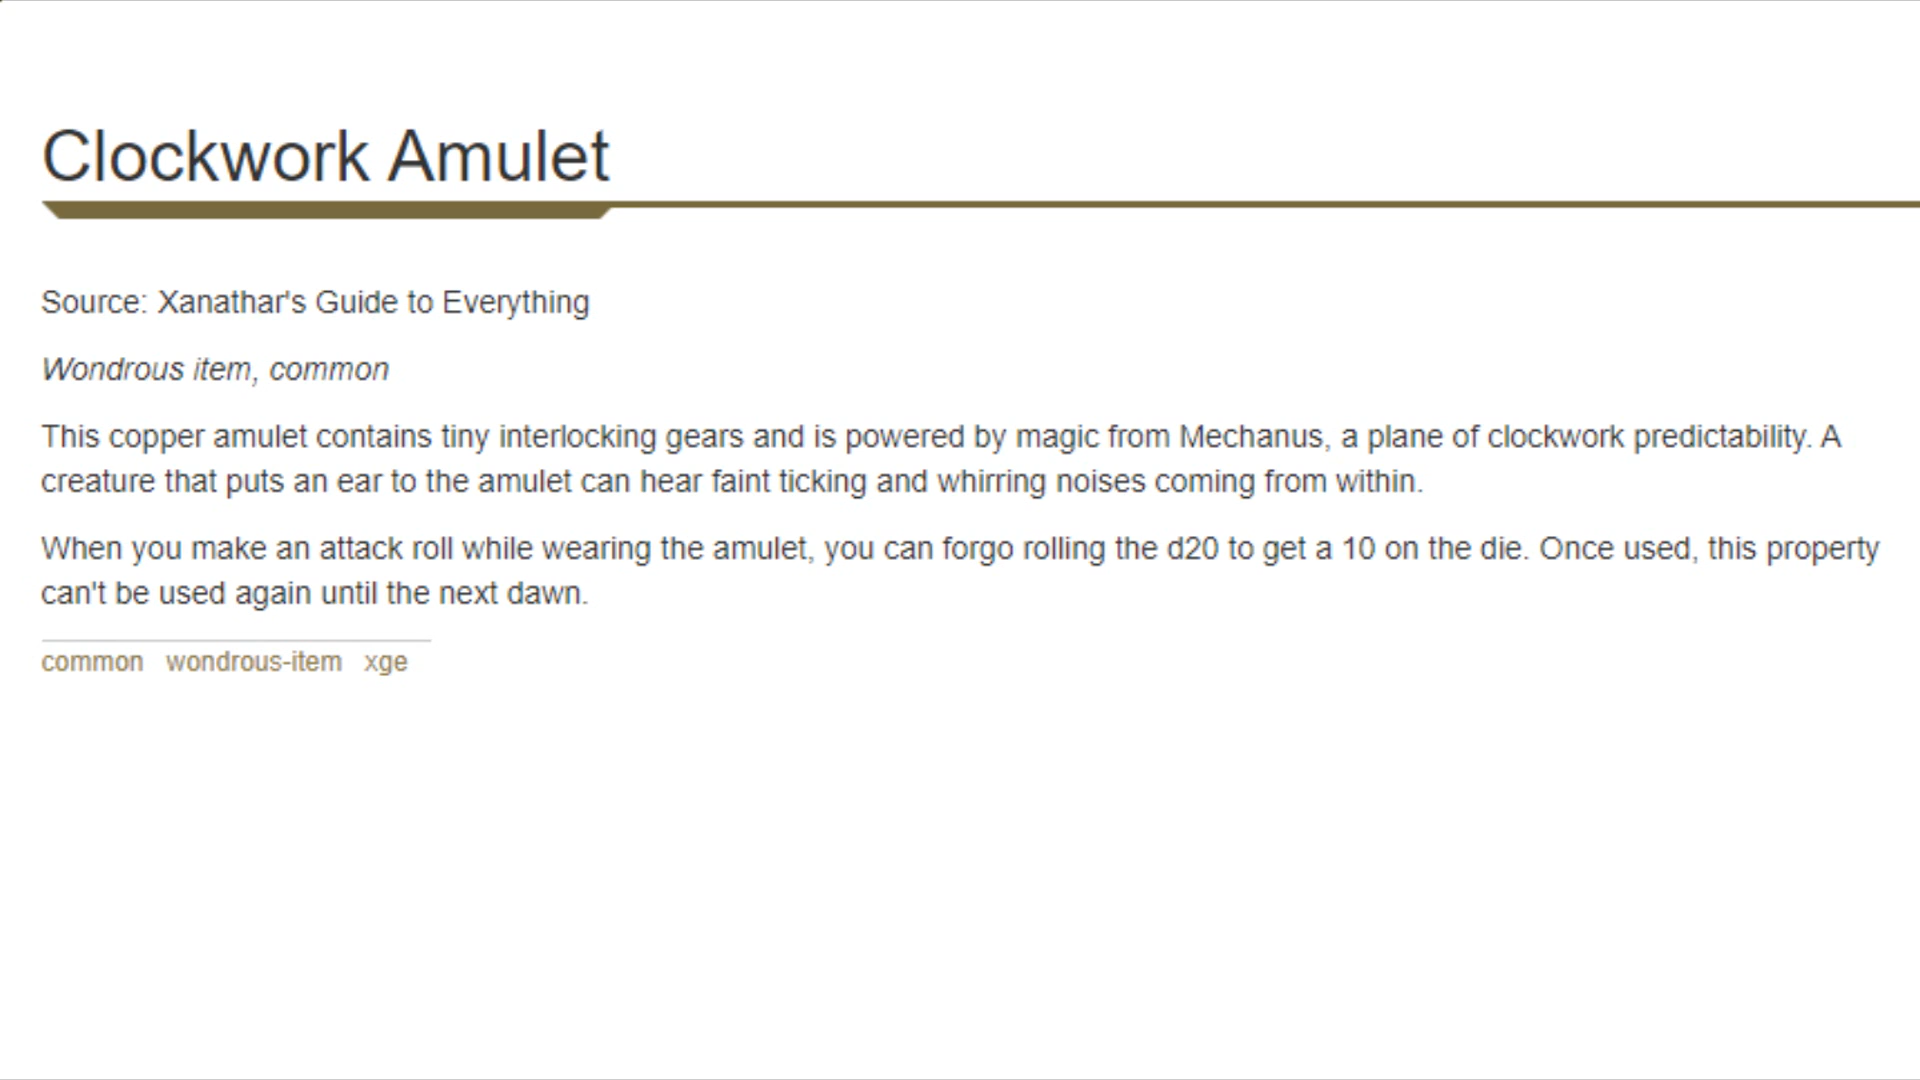 Clockwork Amulet
Source: Xanathar's Guide to Everything
Wondrous item, common
This copper amulet contains tiny interlocking gears and is powered by magic from Mechanus, a plane of clockwork predictability. A
creature that puts an ear to the amulet can hear faint ticking and whirring noises coming from within.
When you make an attack roll while wearing the amulet, you can forgo rolling the d20 to get a 10 on the die. Once used, this property
can't be used again until the next dawn.
common wondrous-item xge